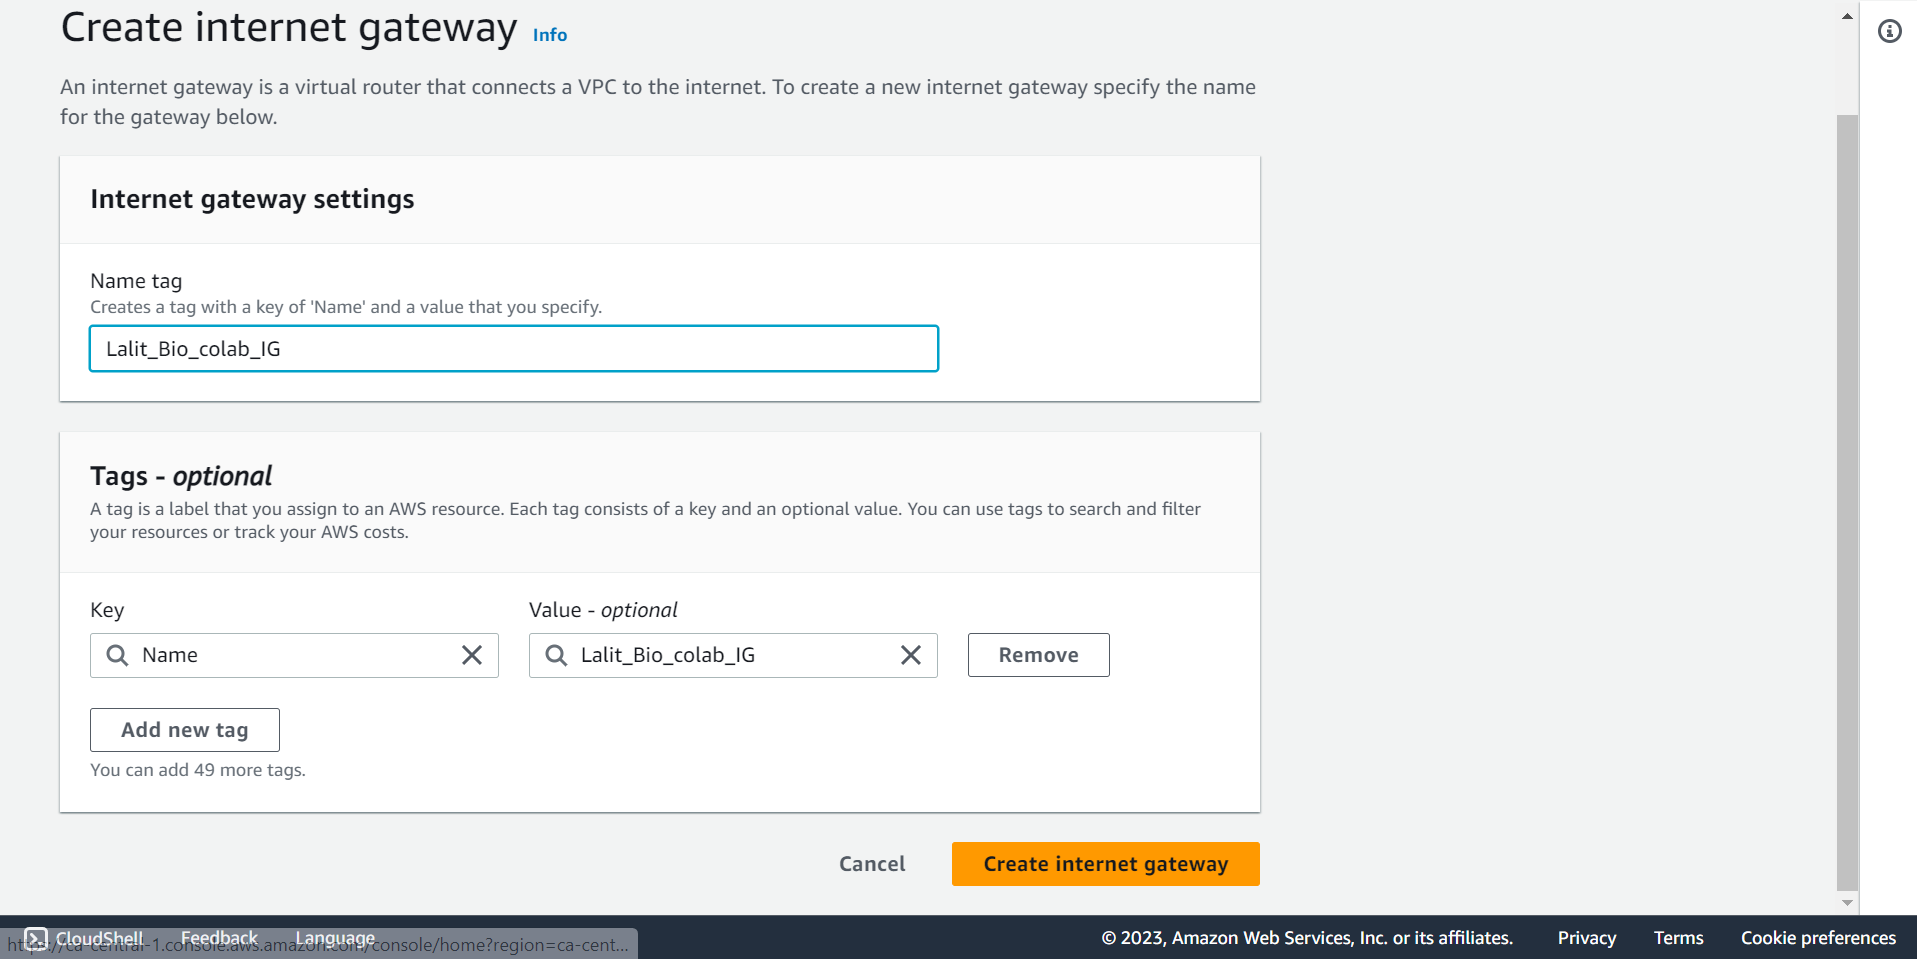 Create internet gateway Info
An internet gateway is a virtual router that connects a VPC to the internet. To create a new internet gateway specify the name
for the gateway below.
Internet gateway settings
Name tag
Creates a tag with a key of 'Name' and a value that you specify.
Lalit_Bio_colab_IG
Tags - optional
A tag is a label that you assign to an AWS resource. Each tag consists of a key and an optional value. You can use tags to search and filter
your resources or track your AWS costs.
Key
Value - optional
Name
Lalit_Bio_colab_IG
Remove
Add new tag
You can add 49 more tags.
Cancel
Create internet gateway
CloudShell
Feedback
Language
https://ca-central-1.console.aws.amazon.com/console/home?region=ca-cent...
© 2023, Amazon Web Services, Inc. or its affiliates.
Privacy
Terms
Cookie preferences